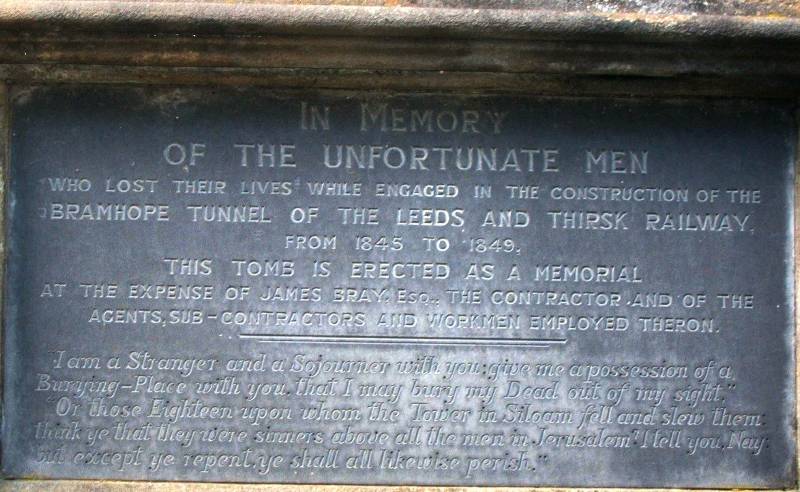 IN MEMORY
OF THE UNFORTUNATE MEN
WHO LOST THEIR LIVES WHILE ENGAGED IN THE CONSTRUCTION OF THE
BRAMHOPE TUNNEL OF THE LEEDS AND THIRSK RAILWAY,
FROM 1845 TO 1849.
THIS TOMB IS ERECTED AS A MEMORIAL
AT THE EXPENSE OF JAMES BRAY, ESQ., THE CONTRACTOR, AND OF THE
AGENTS, SUB-CONTRACTORS AND WORKMEN EMPLOYED THERON.
"I am a Stranger and a Sojourner with you: give me a possession of a
Burying-Place with you, that I may bury my Dead out of my sight."
"Or those Eighteen upon whom the Tower in Siloam fell and slew them:
think ye that they were sinners above all the men in Jerusalem? I tell you, Nay:
but except ye repent, ye shall all likewise perish."